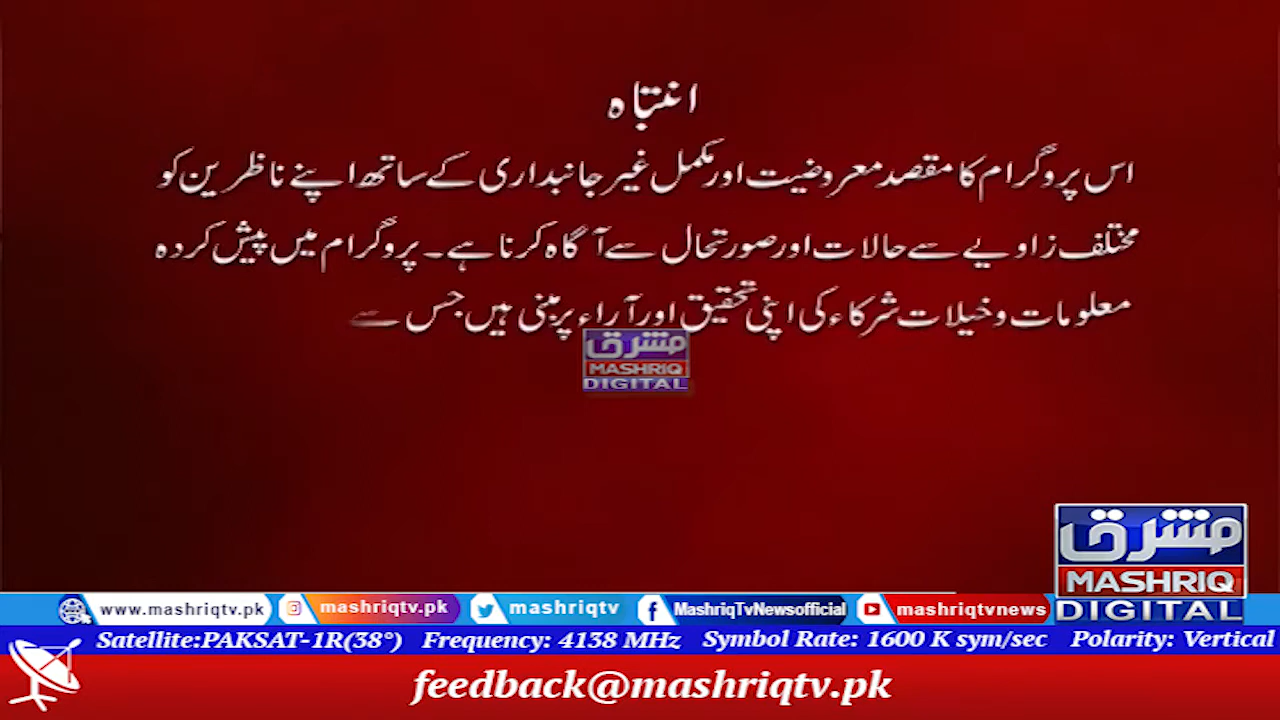 انتباہ
اس پروگرام کا مقصد معروضیت اور مکمل غیر جانبداری کے ساتھ اپنے ناظرین کو
مختلف زاویے سے حالات اور صورتحال سے آگاہ کرنا ہے۔ پروگرام میں پیش کردہ
معلومات و خیلات شرکاء کی اپنی تحقیق اور آراء پر مبنی ہیں جس سے
مشرق
MASHRIQ
DIGITAL
مشرق
MASHRIQ
DIGITAL
www.mashriqtv.pk mashriqtv.pk mashriqtv MashriqTvNewsofficial mashriqtvnews
Satellite:PAKSAT-1R(38°) Frequency: 4138 MHz Symbol Rate: 1600 K sym/sec Polarity: Vertical
feedback@mashriqtv.pk